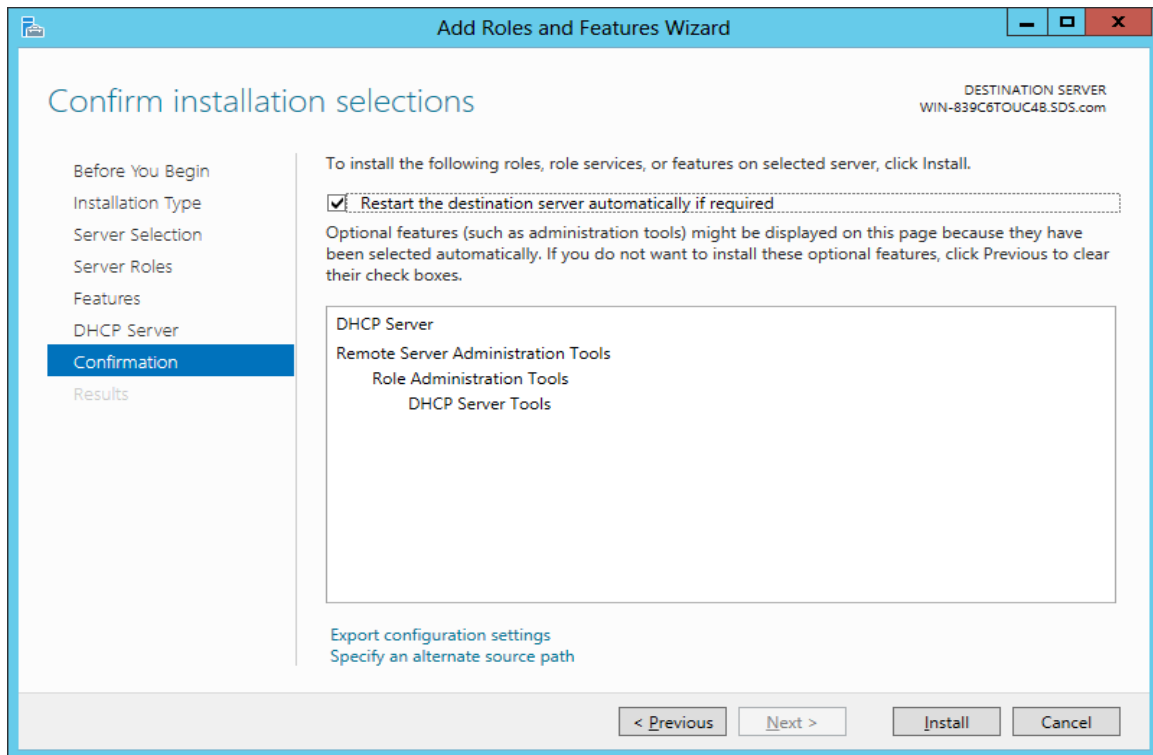 Add Roles and Features Wizard
Confirm installation selections
DESTINATION SERVER
WIN-839C6TOUC4B.SDS.com
Before You Begin
Installation Type
Server Selection
Server Roles
Features
DHCP Server
Confirmation
Results
To install the following roles, role services, or features on selected server, click Install.
Restart the destination server automatically if required
Optional features (such as administration tools) might be displayed on this page because they have
been selected automatically. If you do not want to install these optional features, click Previous to clear
their check boxes.
DHCP Server
Remote Server Administration Tools
Role Administration Tools
DHCP Server Tools
Export configuration settings
Specify an alternate source path
< Previous
Next >
Install
Cancel